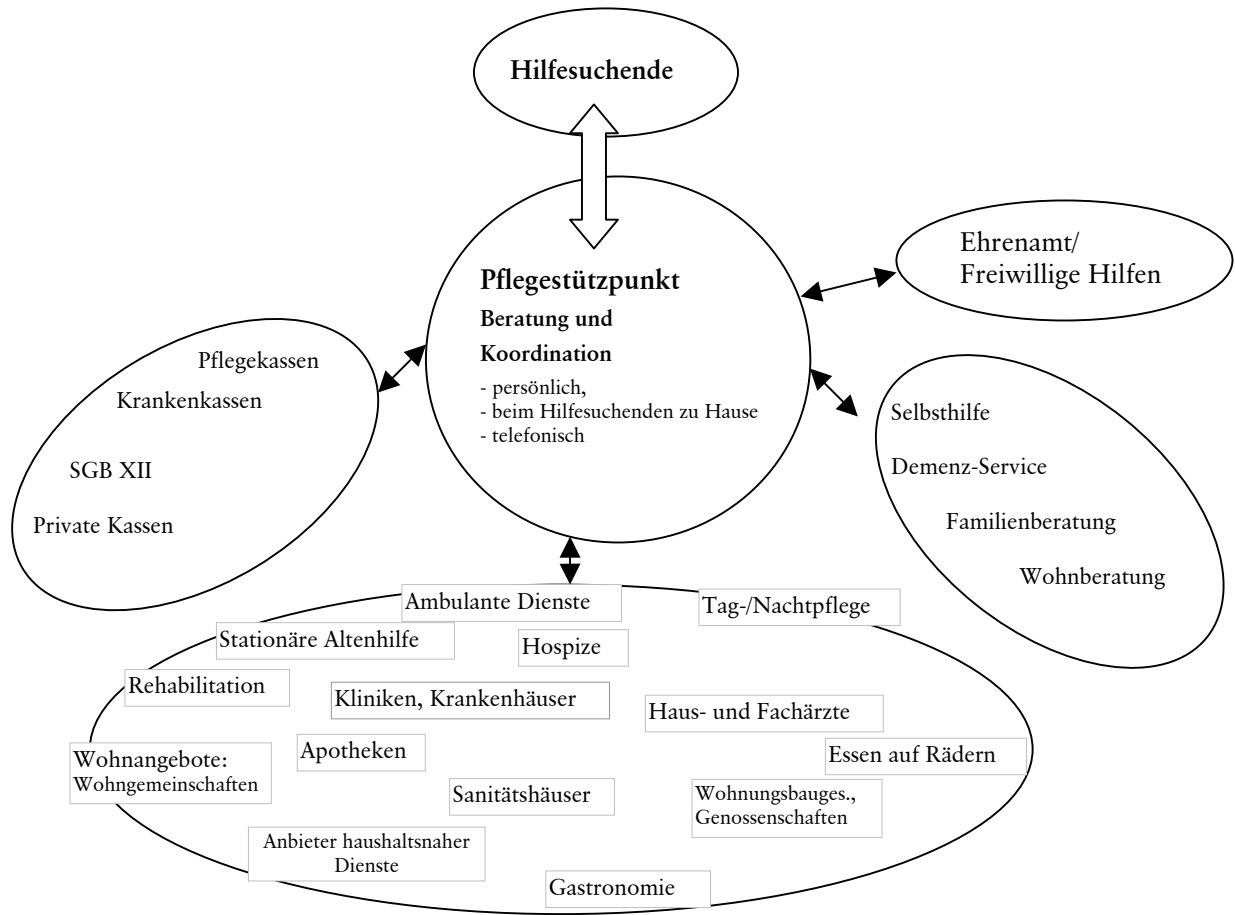 Hilfesuchende
Pflegestützpunkt
Beratung und
Koordination
- persönlich,
- beim Hilfesuchenden zu Hause
- telefonisch
Ehrenamt/
Freiwillige Hilfen
Pflegekassen
Krankenkassen
SGB XII
Private Kassen
Selbsthilfe
Demenz-Service
Familienberatung
Wohnberatung
Ambulante Dienste
Tag-/Nachtpflege
Stationäre Altenhilfe
Hospize
Rehabilitation
Kliniken, Krankenhäuser
Haus- und Fachärzte
Apotheken
Essen auf Rädern
Wohnangebote:
Wohngemeinschaften
Sanitätshäuser
Wohnungsbauges.,
Genossenschaften
Anbieter haushaltsnaher
Dienste
Gastronomie